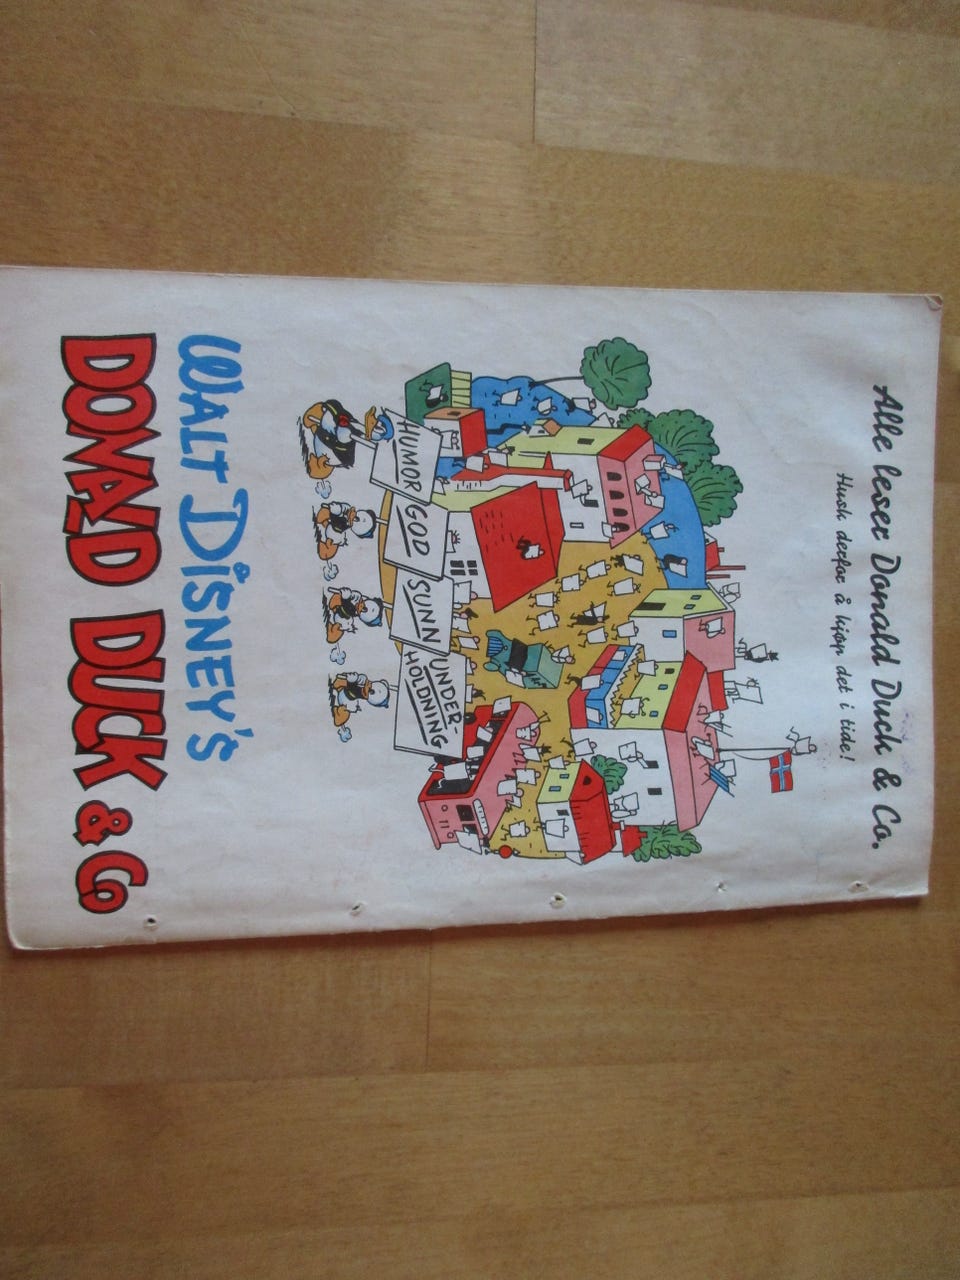 Alle leser Donald Duck & Co.
Husk derfor å kjøp det i tide!
HUMOR
GOD
SUNN
UNDER-
HOLDNING
WALT DISNEY'S
DONALD DUCK & Co